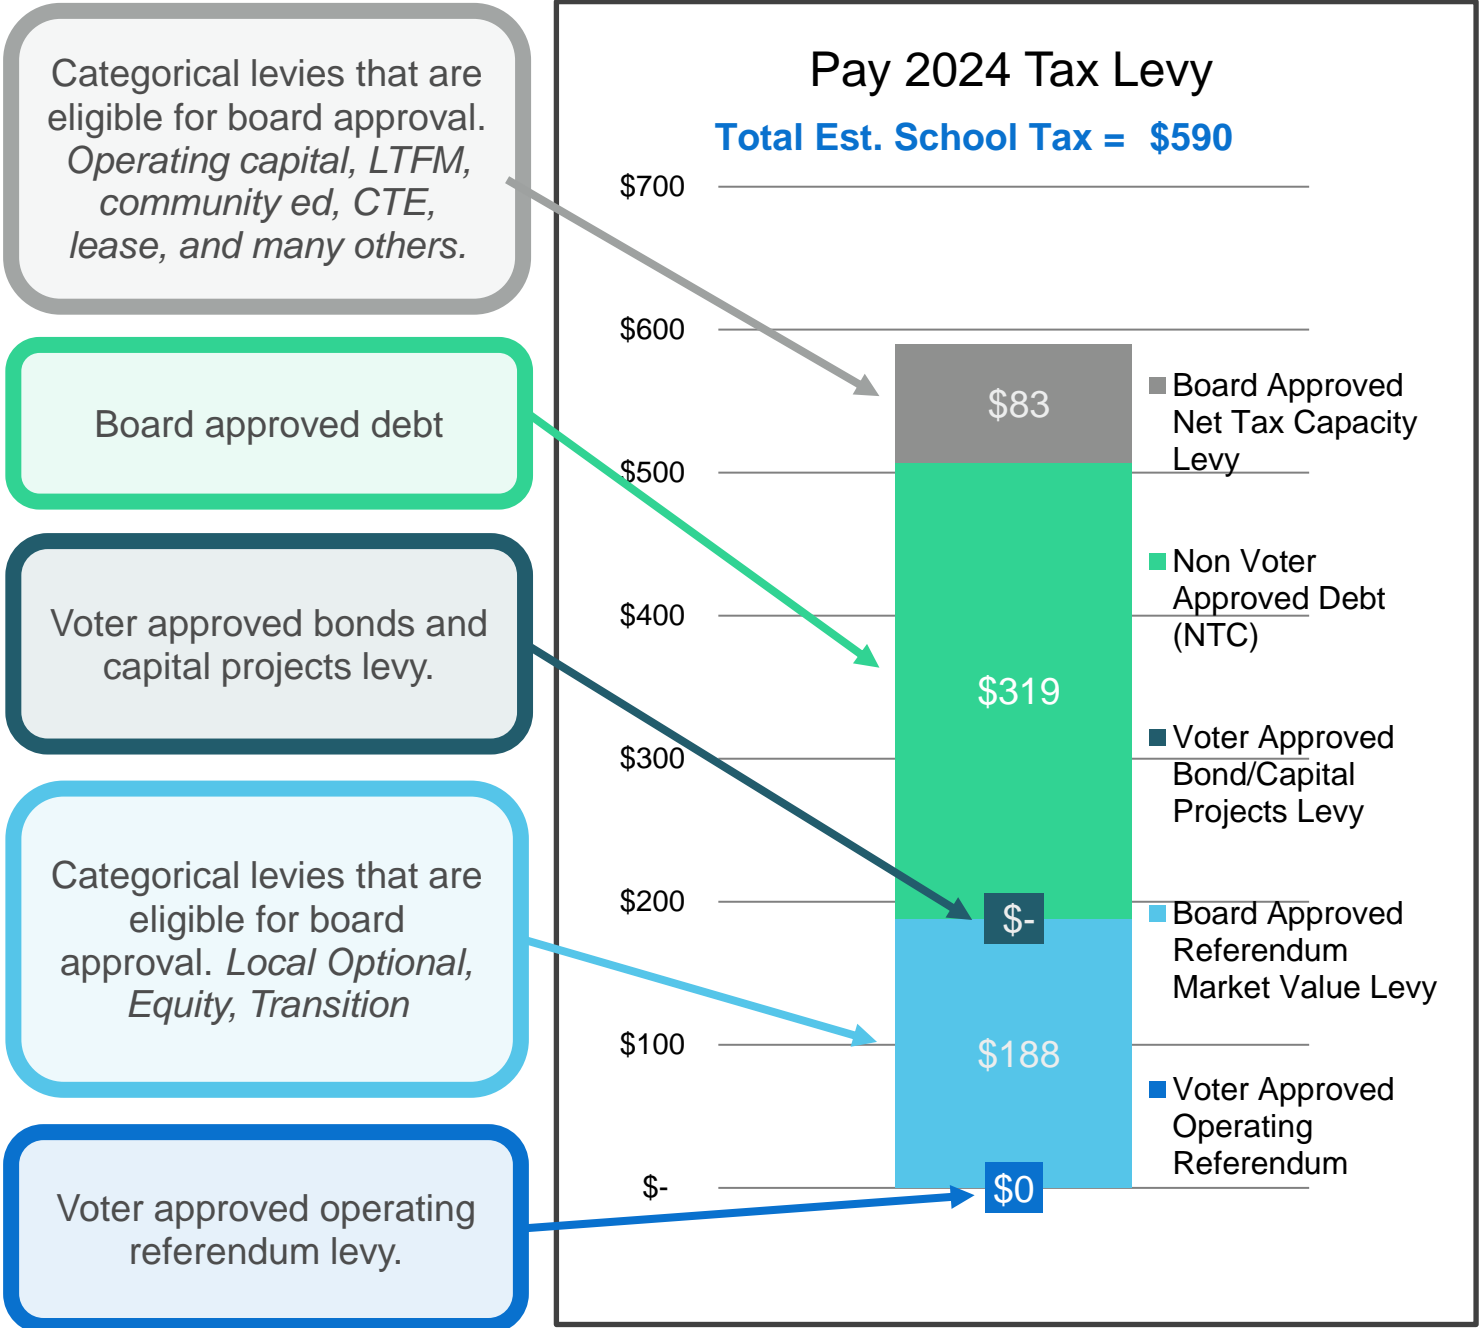 Categorical levies that are
eligible for board approval.
Operating capital, LTFM,
community ed, CTE,
lease, and many others.
Board approved debt
Voter approved bonds and
capital projects levy.
Categorical levies that are
eligible for board
approval. Local Optional,
Equity, Transition
Voter approved operating
referendum levy.
Pay 2024 Tax Levy
Total Est. School Tax = $590
$700
$600
$500
$400
$300
$200
$100
$-
$83
$319
$-
$188
$0
Board Approved
Net Tax Capacity
Levy
Non Voter
Approved Debt
(NTC)
Voter Approved
Bond/Capital
Projects Levy
Board Approved
Referendum
Market Value Levy
Voter Approved
Operating
Referendum